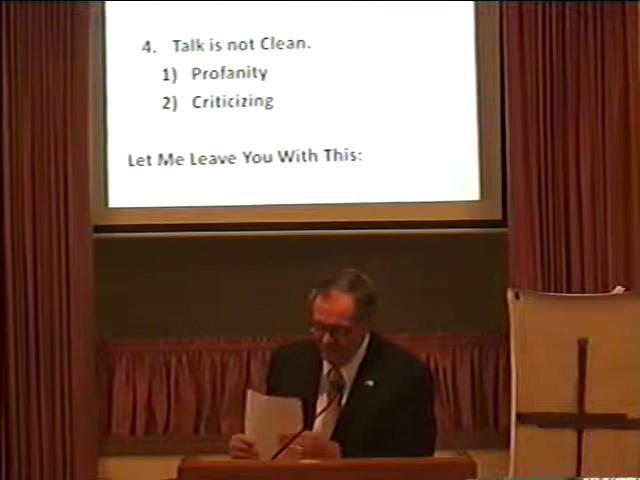 4. Talk is not Clean.
1) Profanity
2) Criticizing
Let Me Leave You With This: